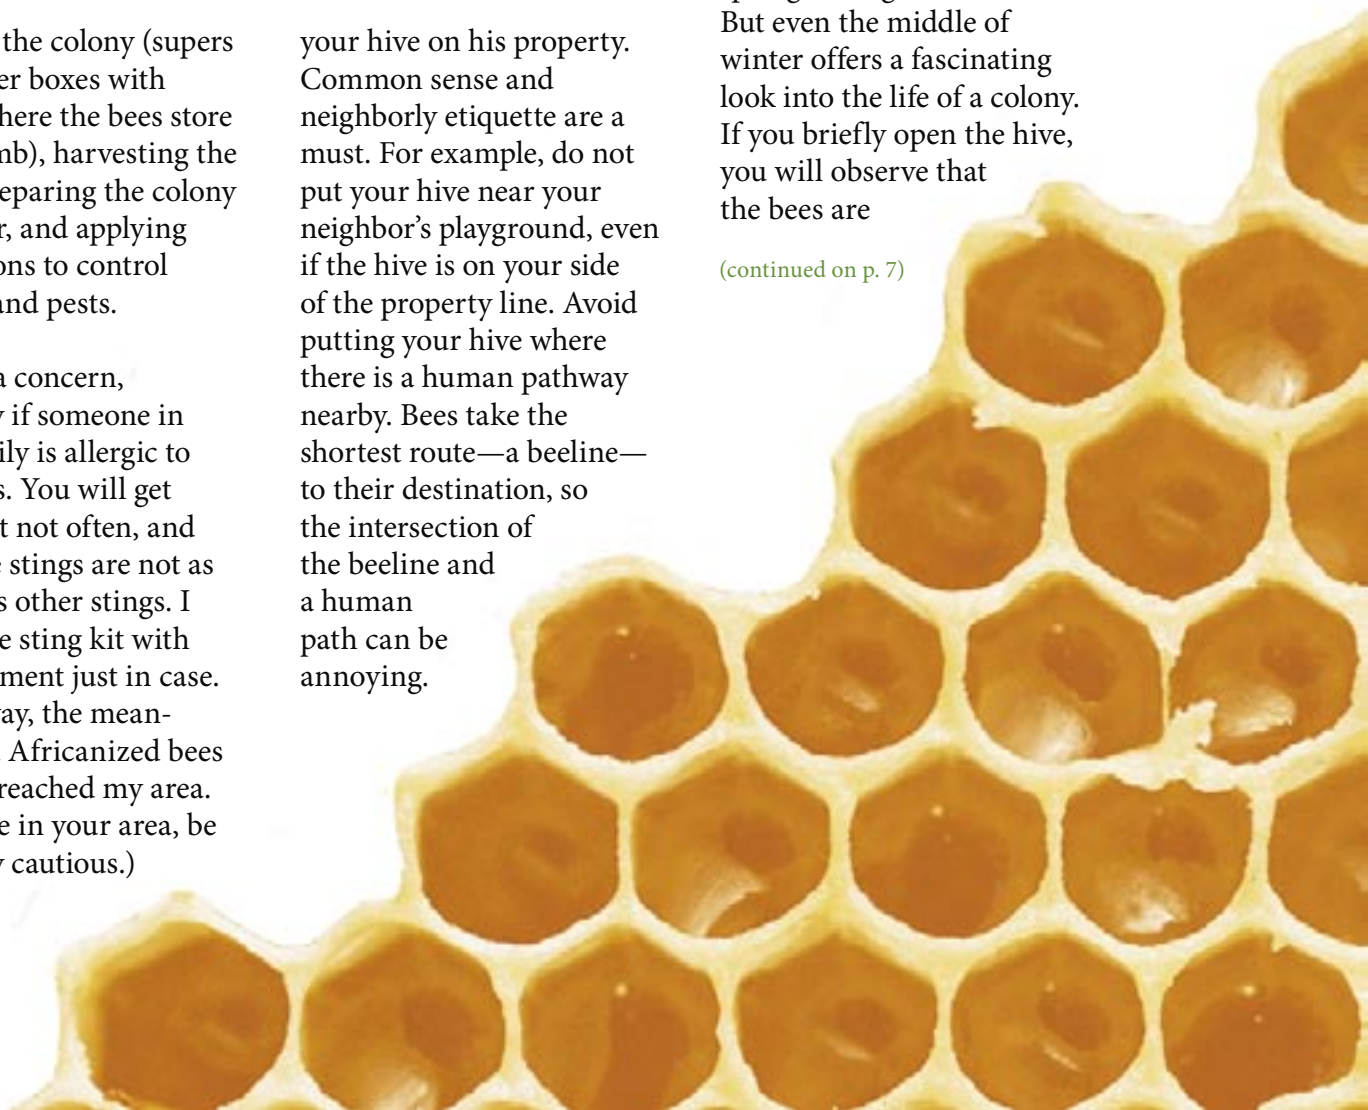 the colony (supers
er boxes with
here the bees store
mb), harvesting the
eparing the colony
r, and applying
ons to control
and pests.
a concern,
y if someone in
ily is allergic to
s. You will get
t not often, and
e stings are not as
s other stings. I
e sting kit with
ment just in case.
ay, the mean-
Africanized bees
reached my area.
e in your area, be
y cautious.)
your hive on his property.
Common sense and
neighborly etiquette are a
must. For example, do not
put your hive near your
neighbor’s playground, even
if the hive is on your side
of the property line. Avoid
putting your hive where
there is a human pathway
nearby. Bees take the
shortest route—a beeline—
to their destination, so
the intersection of
the beeline and
a human
path can be
annoying.
But even the middle of
winter offers a fascinating
look into the life of a colony.
If you briefly open the hive,
you will observe that
the bees are
(continued on p. 7)